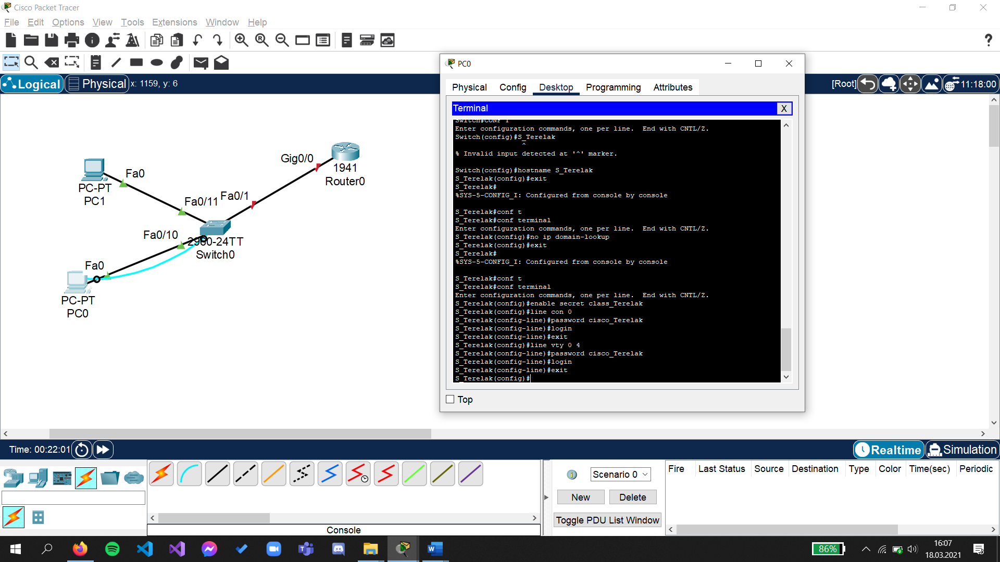 Cisco Packet Tracer
File Edit Options View Tools Extensions Window Help
Logical
Physical
x: 1159, y: 6
[Root]
11:18:00
Fa0
PC-PT
PC1
Fa0/11
Fa0/1
Gig0/0
1941
Router0
Fa0/10
2960-24TT
Switch0
Fa0
PC-PT
PC0
PC0
Physical Config Desktop Programming Attributes
Terminal
X
Switch#CONF T
Enter configuration commands, one per line.  End with CNTL/Z.
Switch(config)#S_Terelak
^
% Invalid input detected at '^' marker.
Switch(config)#hostname S_Terelak
S_Terelak(config)#exit
S_Terelak#
%SYS-5-CONFIG_I: Configured from console by console
S_Terelak#conf t
S_Terelak#conf terminal
Enter configuration commands, one per line.  End with CNTL/Z.
S_Terelak(config)#no ip domain-lookup
S_Terelak(config)#exit
S_Terelak#
%SYS-5-CONFIG_I: Configured from console by console
S_Terelak#conf t
S_Terelak#conf terminal
Enter configuration commands, one per line.  End with CNTL/Z.
S_Terelak(config)#enable secret class_Terelak
S_Terelak(config)#line con 0
S_Terelak(config-line)#password cisco_Terelak
S_Terelak(config-line)#login
S_Terelak(config-line)#exit
S_Terelak(config)#line vty 0 4
S_Terelak(config-line)#password cisco_Terelak
S_Terelak(config-line)#login
S_Terelak(config-line)#exit
S_Terelak(config)#
Top
Time: 00:22:01
Realtime
Simulation
Scenario 0
New
Delete
Toggle PDU List Window
Fire Last Status Source Destination Type Color Time(sec) Periodic
Console
86%
16:07
18.03.2021